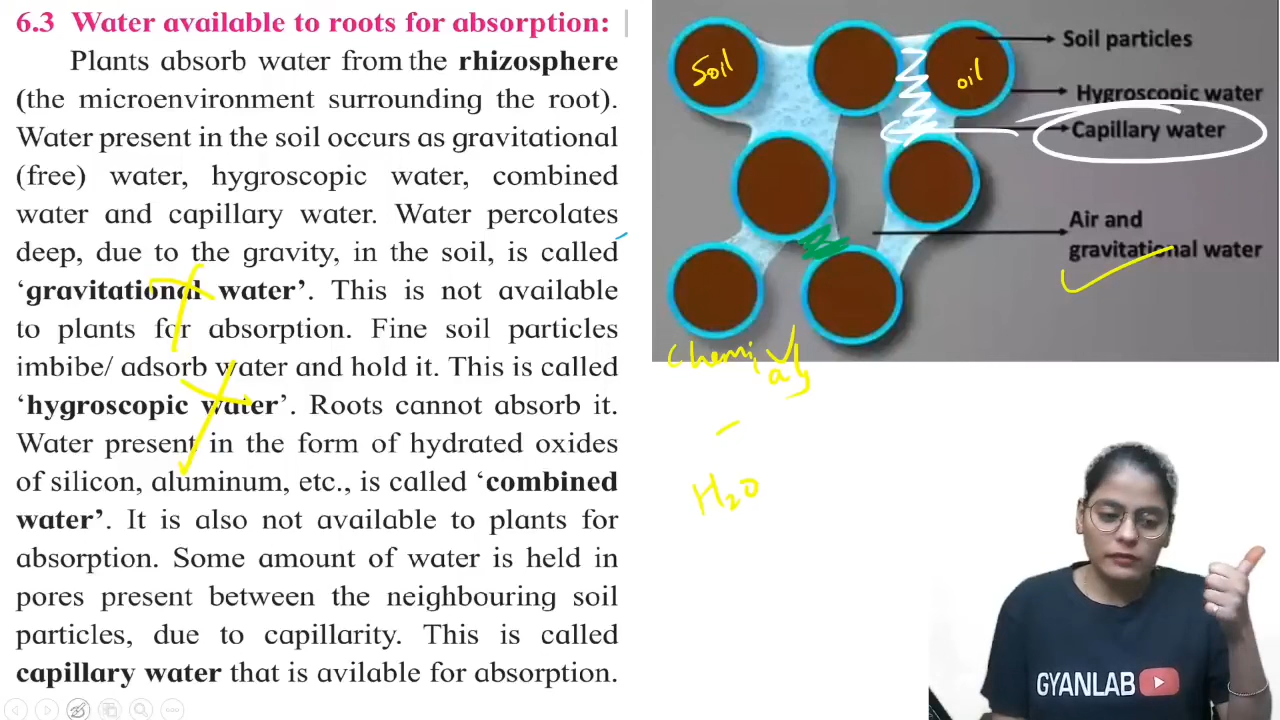 6.3 Water available to roots for absorption:
Plants absorb water from the rhizosphere
(the microenvironment surrounding the root).
Water present in the soil occurs as gravitational
(free) water, hygroscopic water, combined
water and capillary water. Water percolates
deep, due to the gravity, in the soil, is called
‘gravitational water’. This is not available
to plants for absorption. Fine soil particles
imbibe/ adsorb water and hold it. This is called
‘hygroscopic water’. Roots cannot absorb it.
Water present in the form of hydrated oxides
of silicon, aluminum, etc., is called ‘combined
water’. It is also not available to plants for
absorption. Some amount of water is held in
pores present between the neighbouring soil
particles, due to capillarity. This is called
capillary water that is avilable for absorption.
Soil
oil
Soil particles
Hygroscopic water
Capillary water
Air and
gravitational water
H₂O
GYANLAB